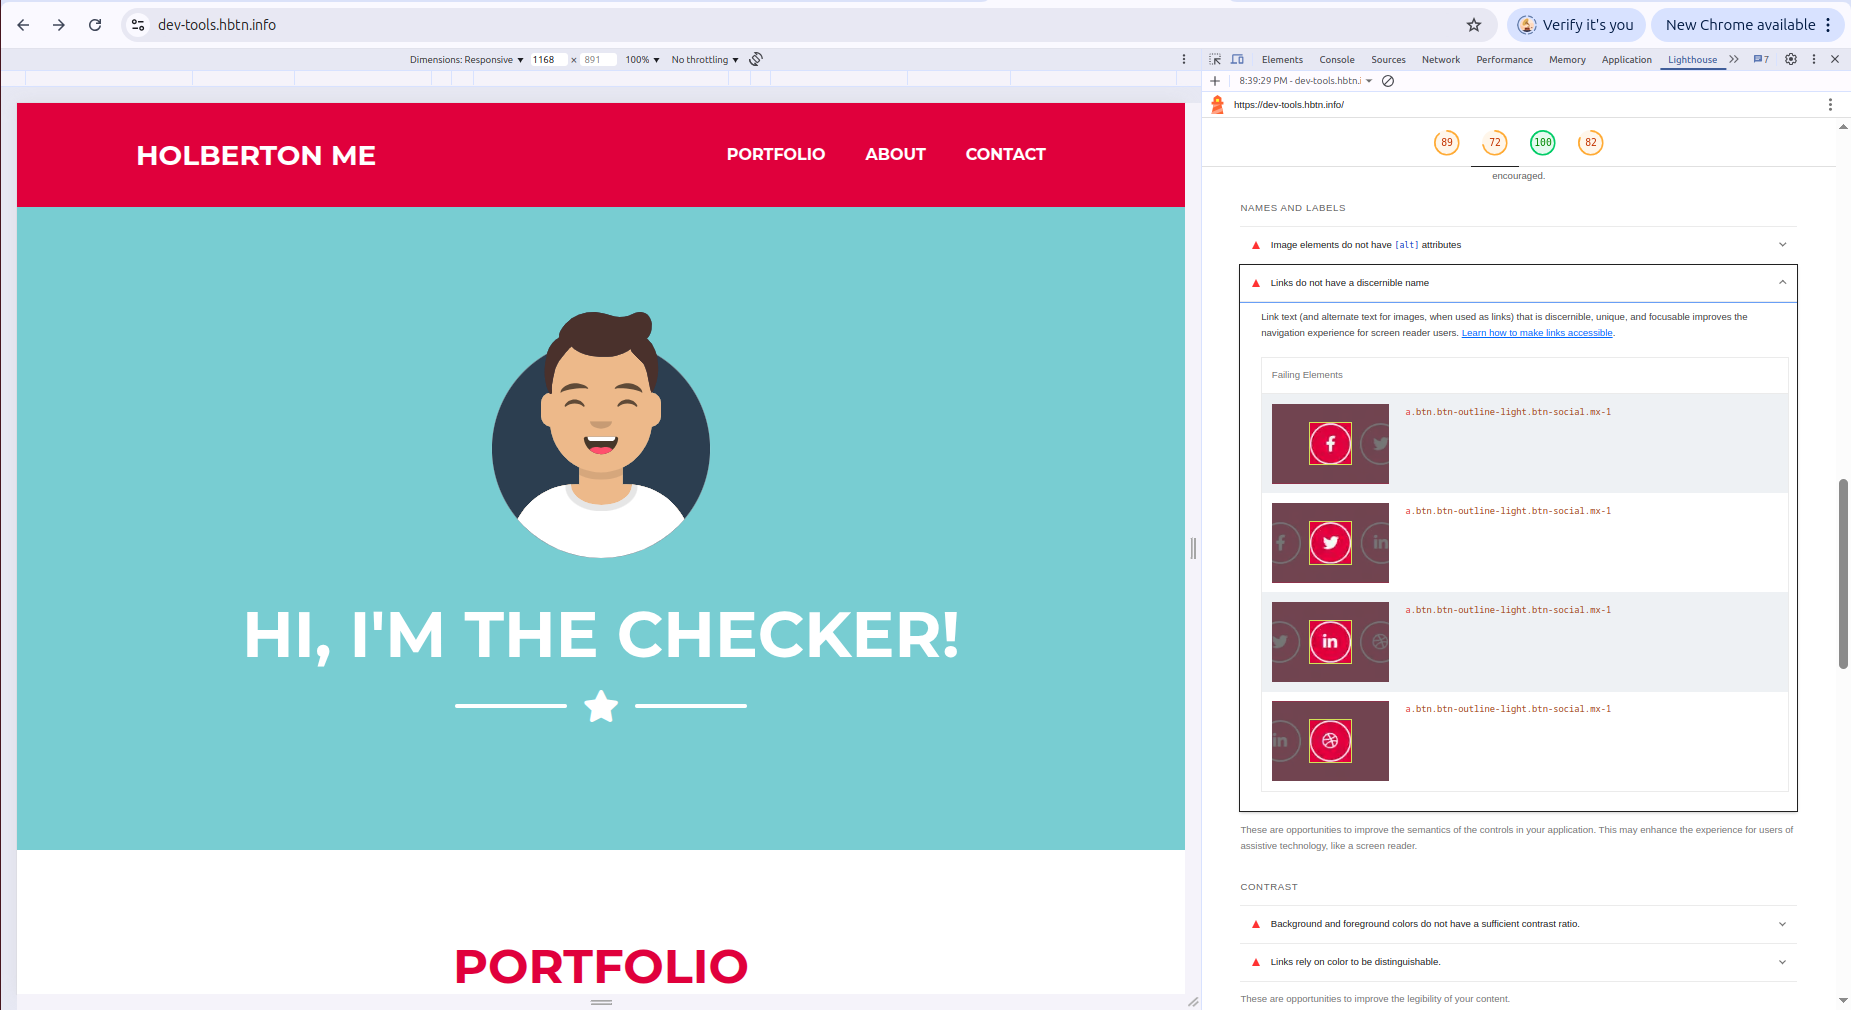 dev-tools.hbtn.info
Verify it's you
New Chrome available
Dimensions: Responsive 1168 × 891 100% No throttling
Elements Console Sources Network Performance Memory Application Lighthouse 7
8:39:29 PM - dev-tools.hbtn.i
https://dev-tools.hbtn.info/
89 72 100 82
encouraged.
HOLBERTON ME
PORTFOLIO ABOUT CONTACT
HI, I'M THE CHECKER!
PORTFOLIO
NAMES AND LABELS
Image elements do not have [alt] attributes
Links do not have a discernible name
Link text (and alternate text for images, when used as links) that is discernible, unique, and focusable improves the
navigation experience for screen reader users. Learn how to make links accessible.
Failing Elements
a.btn.btn-outline-light.btn-social.mx-1
a.btn.btn-outline-light.btn-social.mx-1
a.btn.btn-outline-light.btn-social.mx-1
a.btn.btn-outline-light.btn-social.mx-1
These are opportunities to improve the semantics of the controls in your application. This may enhance the experience for users of
assistive technology, like a screen reader.
CONTRAST
Background and foreground colors do not have a sufficient contrast ratio.
Links rely on color to be distinguishable.
These are opportunities to improve the legibility of your content.